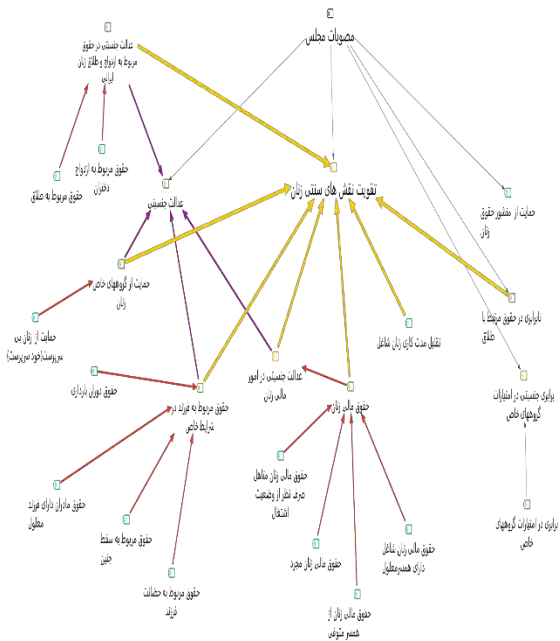 مصوبات مجلس
عدالت جنسیتی در حقوق
مربوط به ازدواج و طلاق زنان
ایرانی
حقوق مربوط به ازدواج
دختران
حقوق مربوط به طلاق
عدالت جنسیتی
تقویت نقش های سنتی زنان
حمایت از منشور حقوق
زنان
حمایت از گروههای خاص
زنان
نابرابری در حقوق مرتبط با
طلاق
حمایت از زنان بی
سرپرست(خود سرپرست)
تقلیل مدت کاری زنان شاغل
حقوق دوران بارداری
عدالت جنسیتی در امور
مالی زنان
برابری جنسیتی در امتیازات
گروههای خاص
حقوق مربوط به فرزند در
شرایط خاص
حقوق مالی زنان
حقوق مالی زنان متاهل
صرف نظر از وضعیت
اشتغال
حقوق مادران دارای فرزند
معلول
برابری در امتیازات گروههای
خاص
حقوق مربوط به سقط
جنین
حقوق مالی زنان شاغل
دارای همسرمعلول
حقوق مالی زنان مجرد
حقوق مربوط به حضانت
فرزند
حقوق مالی زنان از
همسر متوفی